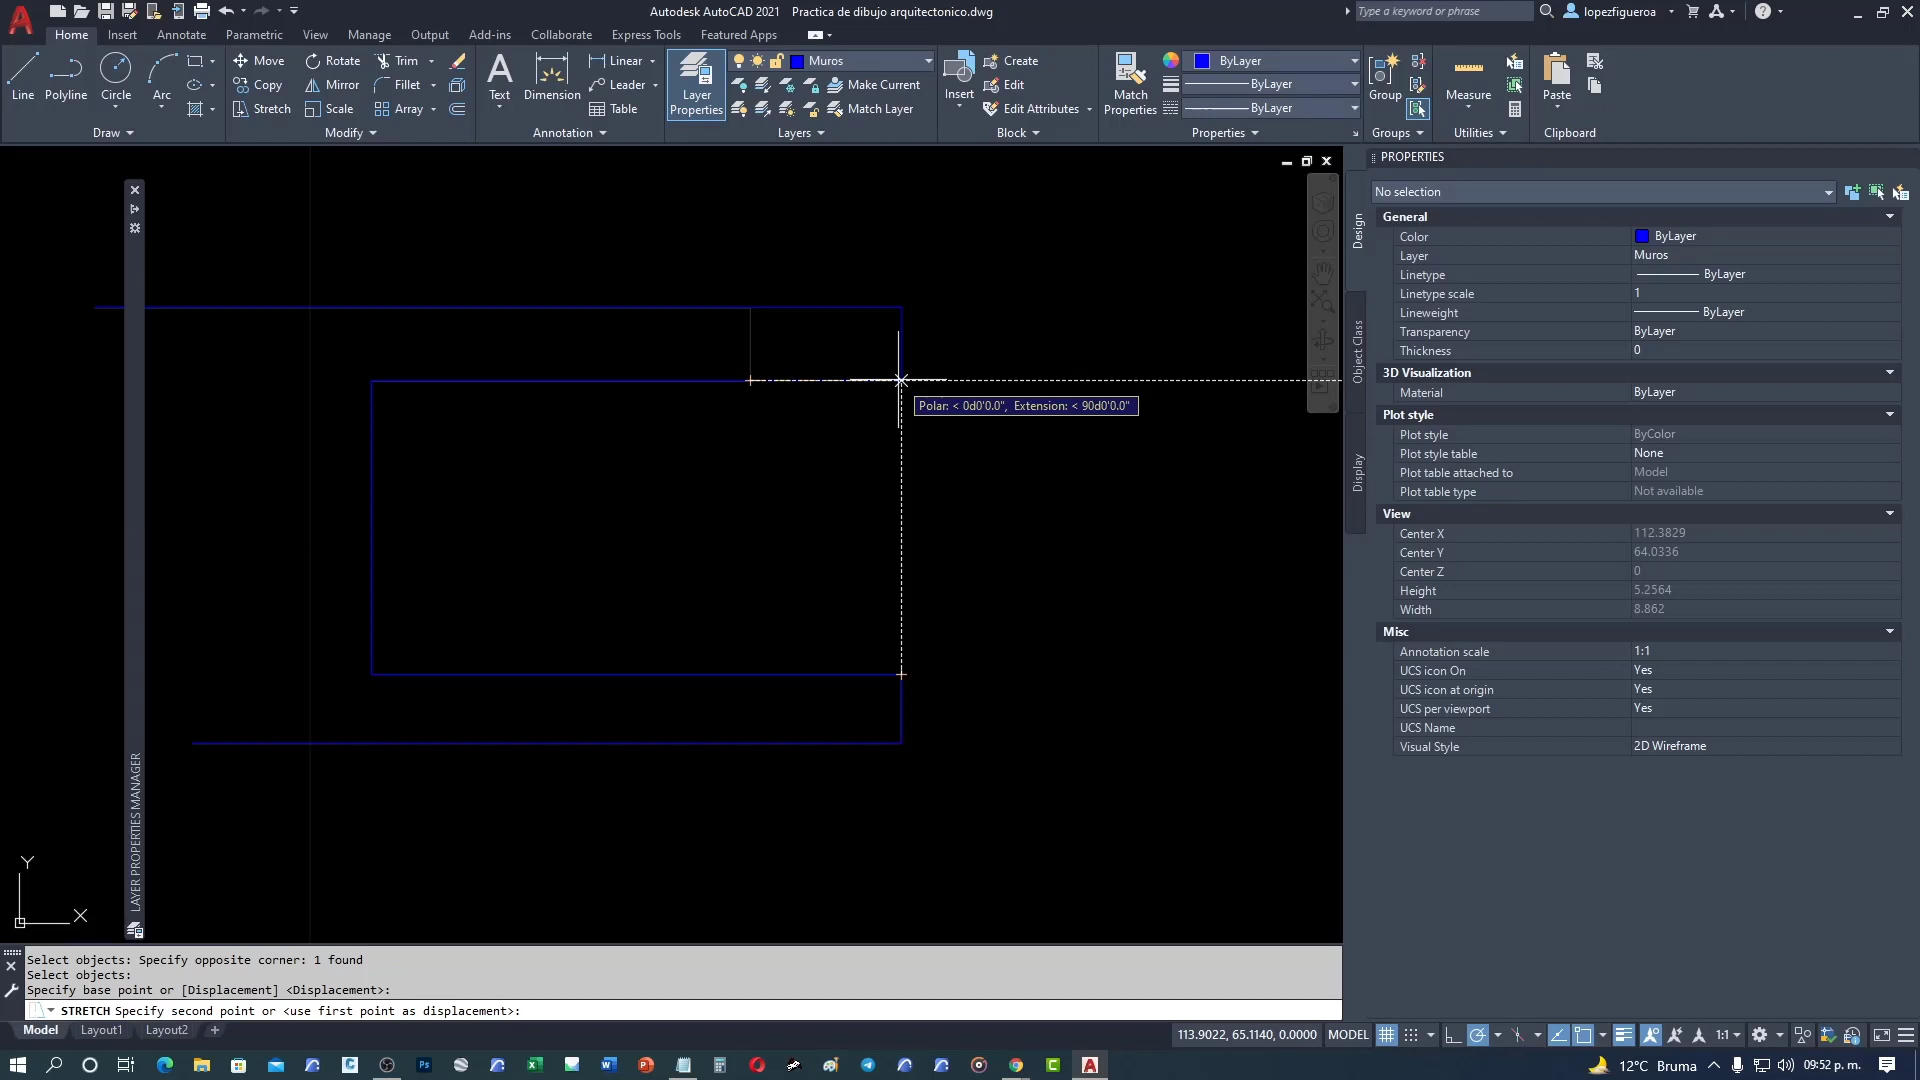 Autodesk AutoCAD 2021 Practica de dibujo arquitectonico.dwg
Type a keyword or phrase
lopezfigueroa
Home Insert Annotate Parametric View Manage Output Add-ins Collaborate Express Tools Featured Apps
Line Polyline Circle Arc
Move Rotate Trim
Copy Mirror Fillet
Stretch Scale Array
Text Dimension
Linear
Leader
Table
Layer Properties
Muros
Make Current
Match Layer
Insert
Create
Edit
Edit Attributes
Match Properties
ByLayer
ByLayer
ByLayer
Group Measure Paste
Draw Modify Annotation Layers Block Properties Groups Utilities Clipboard
PROPERTIES
No selection
Design
Object Class
Display
General
Color ByLayer
Layer Muros
Linetype ByLayer
Linetype scale 1
Lineweight ByLayer
Transparency ByLayer
Thickness 0
3D Visualization
Material ByLayer
Plot style
Plot style ByColor
Plot style table None
Plot table attached to Model
Plot table type Not available
View
Center X 112.3829
Center Y 64.0336
Center Z 0
Height 5.2564
Width 8.862
Misc
Annotation scale 1:1
UCS icon On Yes
UCS icon at origin Yes
UCS per viewport Yes
UCS Name
Visual Style 2D Wireframe
Polar: < 0d0'0.0", Extension: < 90d0'0.0"
LAYER PROPERTIES MANAGER
Y
X
Select objects: Specify opposite corner: 1 found
Select objects:
Specify base point or [Displacement] <Displacement>:
STRETCH Specify second point or <use first point as displacement>:
Model Layout1 Layout2 +
113.9022, 65.1140, 0.0000 MODEL 1:1
12°C Bruma 09:52 p. m.